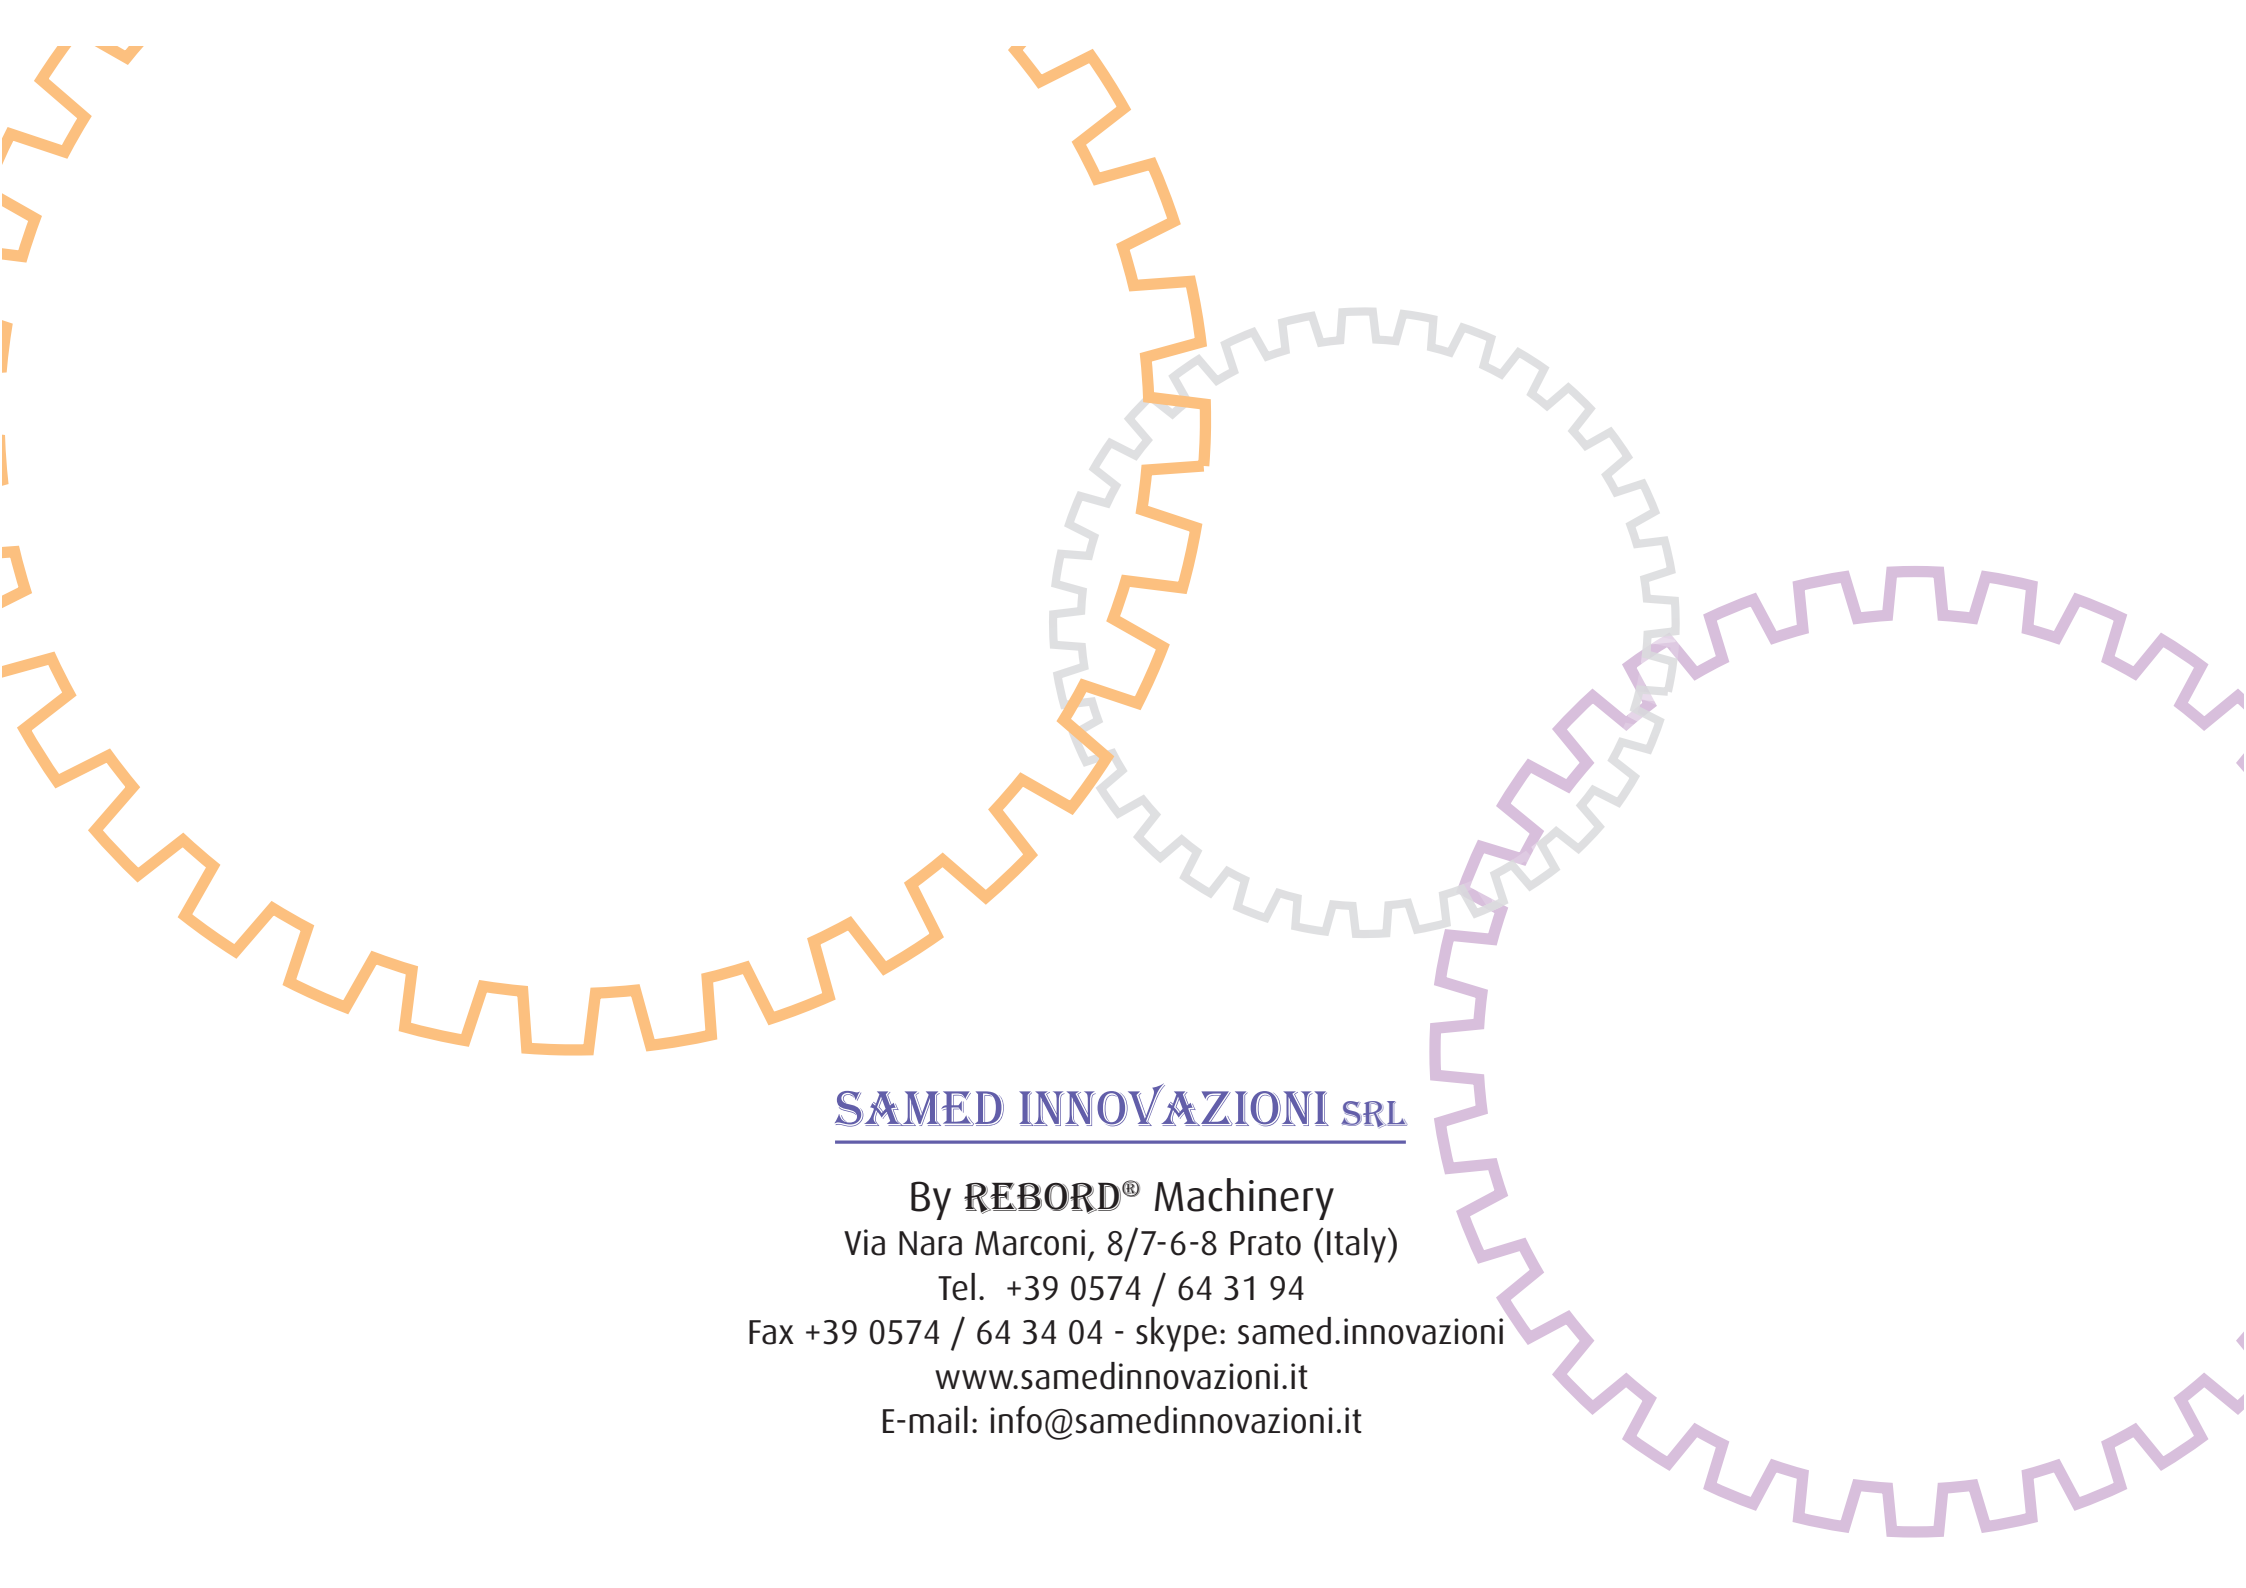 SAMED INNOVAZIONI SRL
By REBORD® Machinery
Via Nara Marconi, 8/7-6-8 Prato (Italy)
Tel. +39 0574 / 64 31 94
Fax +39 0574 / 64 34 04 - skype: samed.innovazioni
www.samedinnovazioni.it
E-mail: info@samedinnovazioni.it